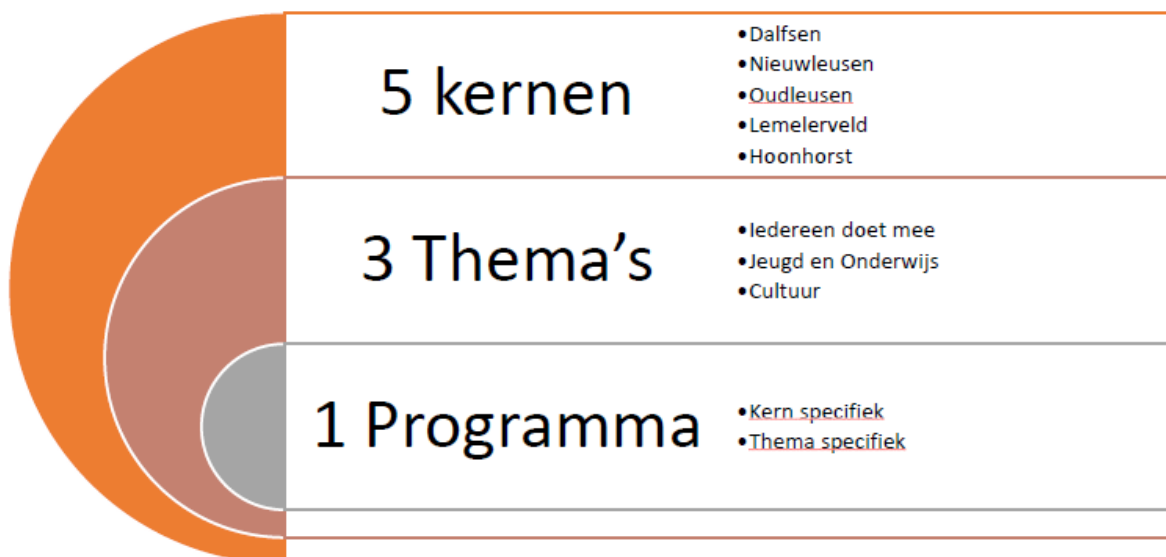 5 kernen
•Dalfsen
•Nieuwleusen
•Oudleusen
•Lemelerveld
•Hoonhorst
3 Thema's
•Iedereen doet mee
•Jeugd en Onderwijs
•Cultuur
1 Programma
•Kern specifiek
•Thema specifiek